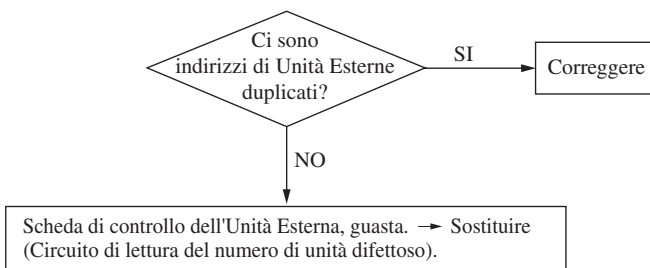 Ci sono
indirizzi di Unità Esterne
duplicati?
SI
Correggere
NO
Scheda di controllo dell'Unità Esterna, guasta. → Sostituire
(Circuito di lettura del numero di unità difettoso).